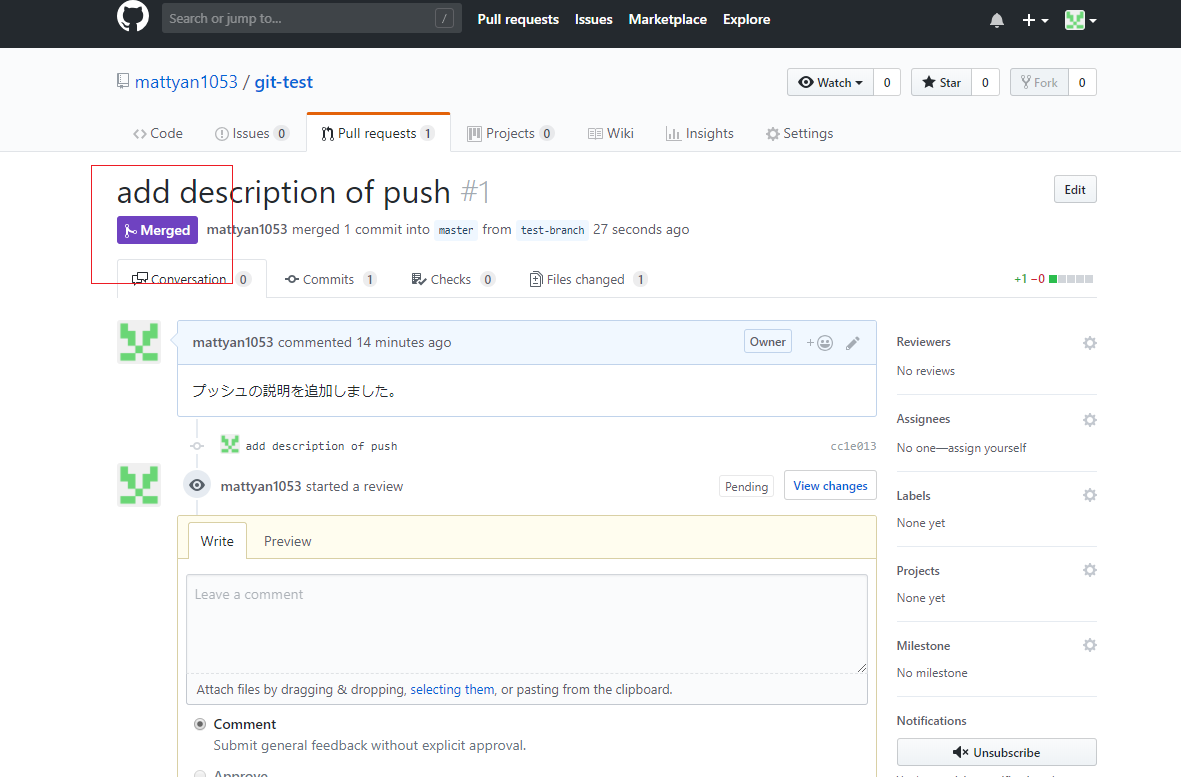 Search or jump to... / Pull requests Issues Marketplace Explore
mattyan1053 / git-test Watch 0 Star 0 Fork 0
Code Issues 0 Pull requests 1 Projects 0 Wiki Insights Settings
add description of push #1 Edit
Merged mattyan1053 merged 1 commit into master from test-branch 27 seconds ago
Conversation 0 Commits 1 Checks 0 Files changed 1 +1 −0
mattyan1053 commented 14 minutes ago Owner +
プッシュの説明を追加しました。
add description of push cc1e013
mattyan1053 started a review Pending View changes
Write Preview
Leave a comment
Attach files by dragging & dropping, selecting them, or pasting from the clipboard.
Comment
Submit general feedback without explicit approval.
Approve
Reviewers
No reviews
Assignees
No one—assign yourself
Labels
None yet
Projects
None yet
Milestone
No milestone
Notifications
Unsubscribe